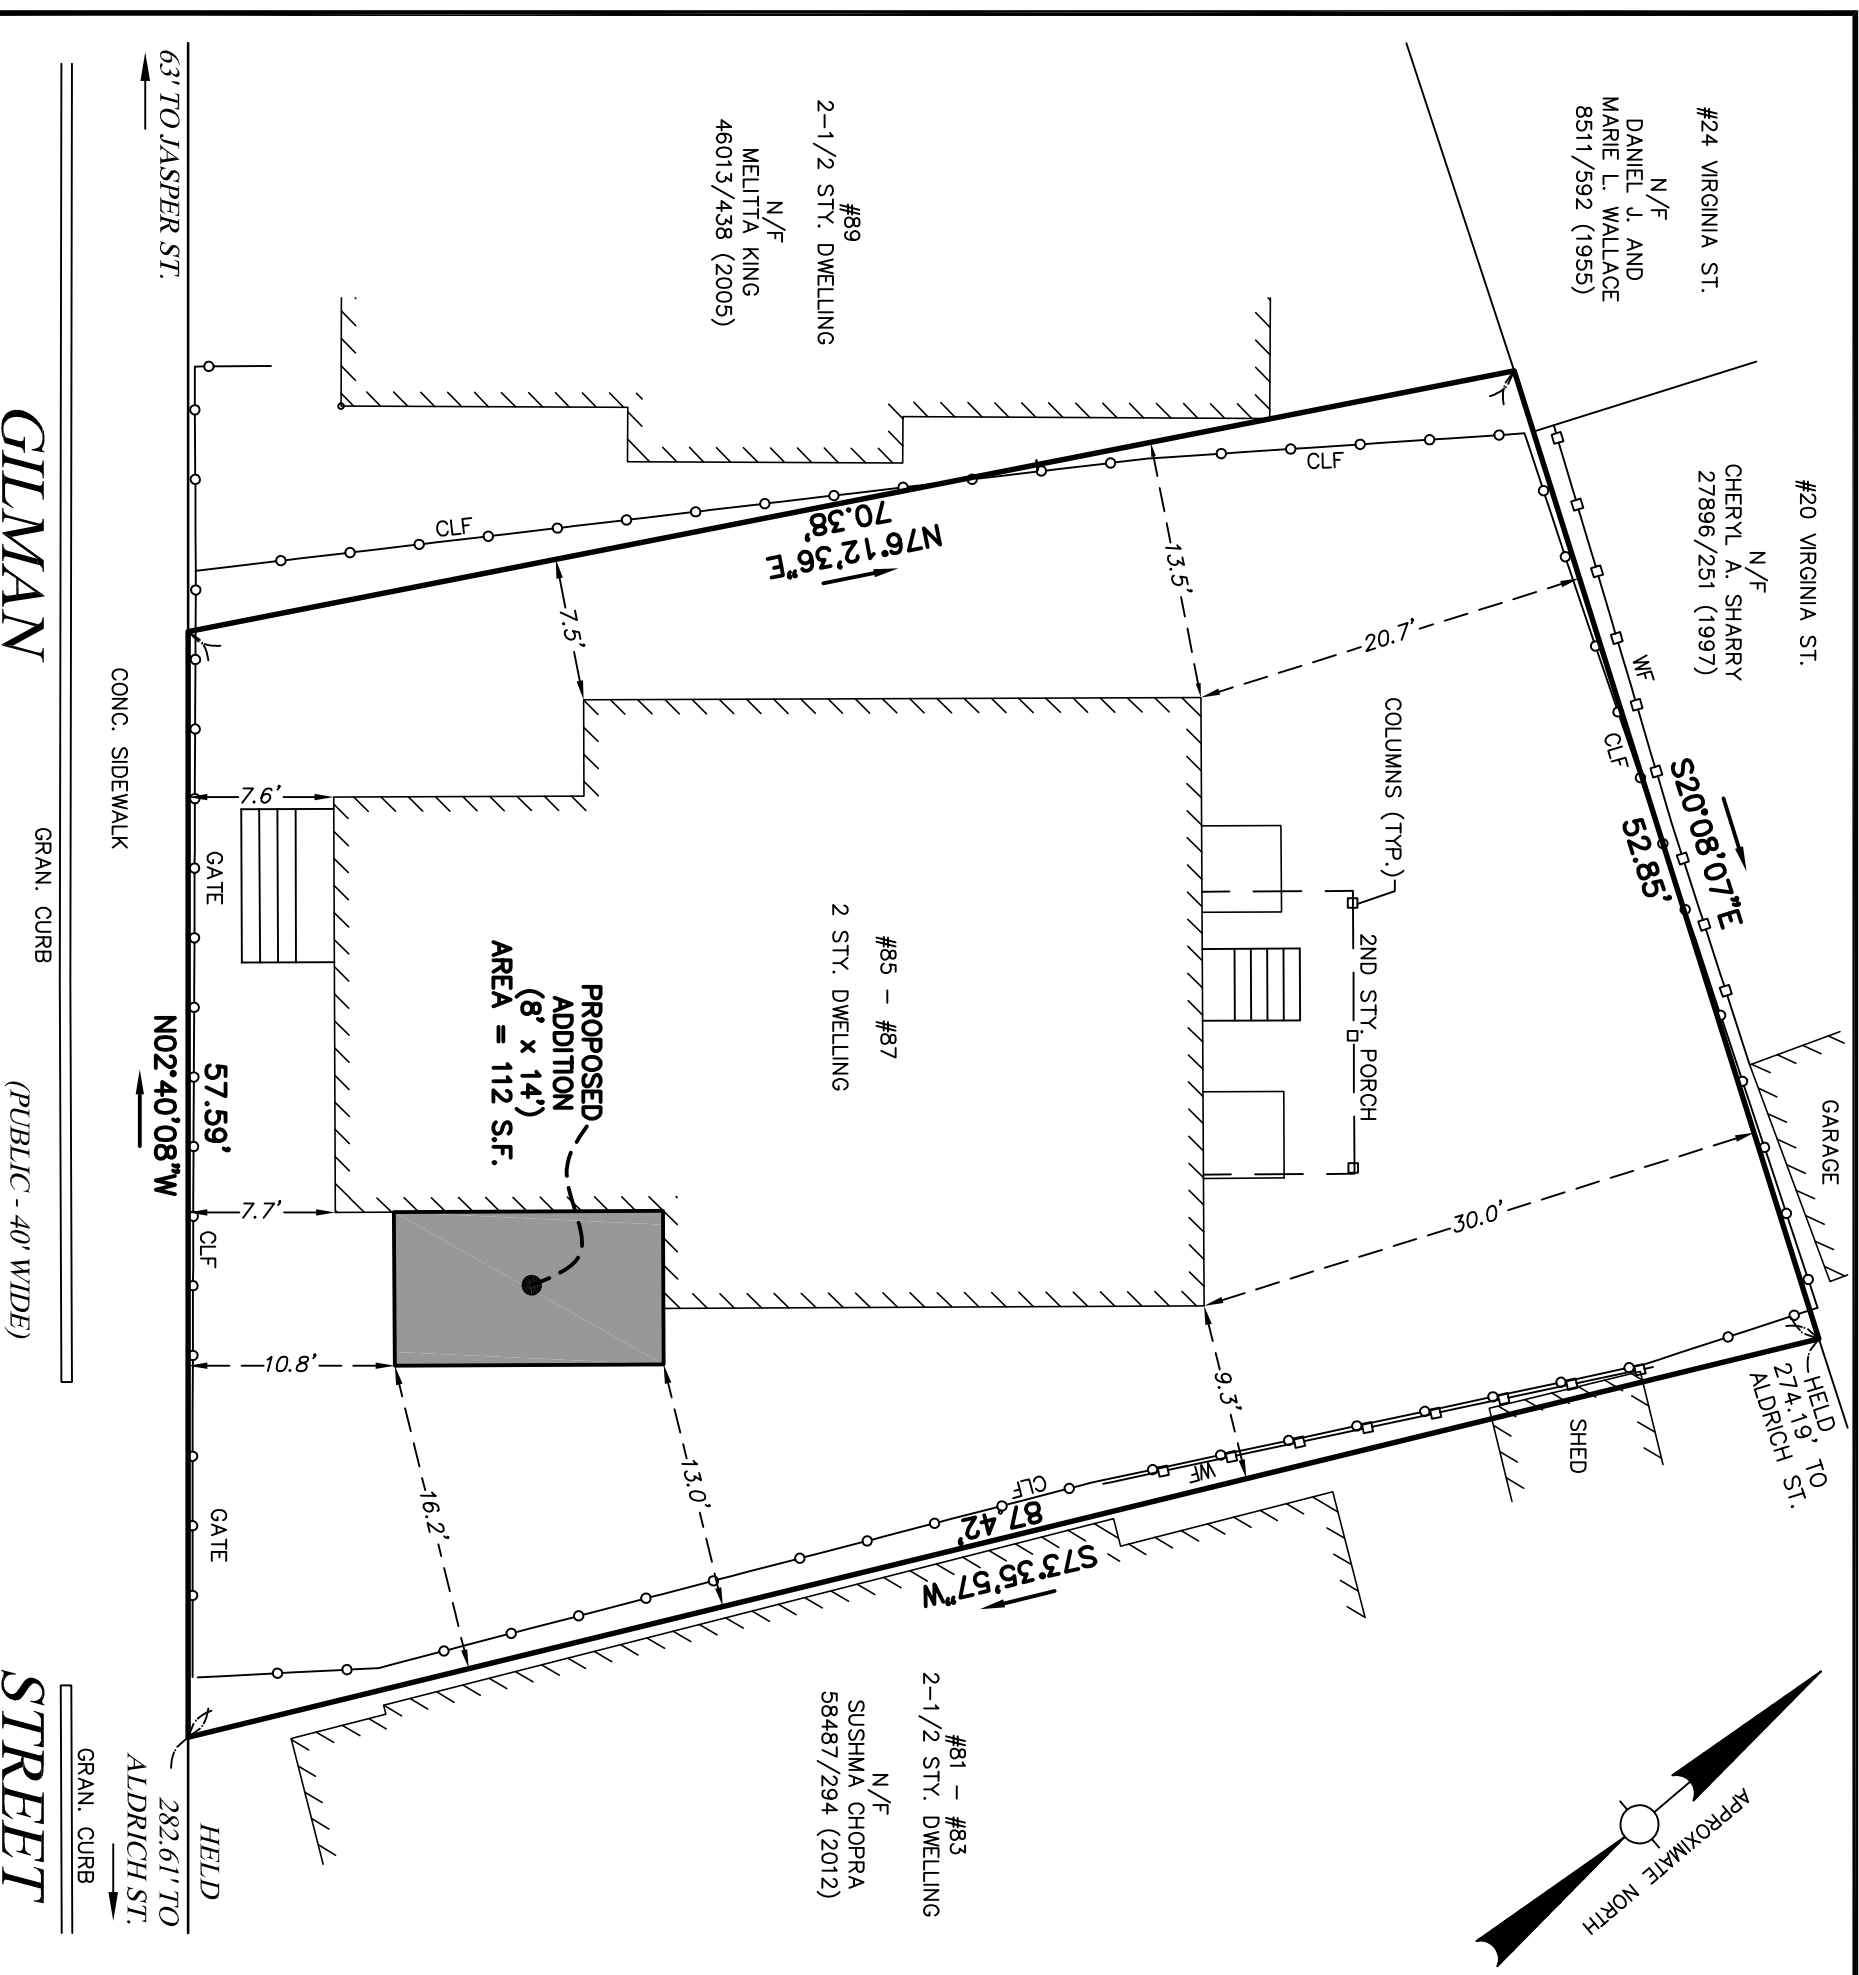 #24 VIRGINIA ST.
N/F
DANIEL J. AND
MARIE L. WALLACE
8511/592 (1955)
#20 VIRGINIA ST.
N/F
CHERYL A. SHARRY
27896/251 (1997)
#89
2-1/2 STY. DWELLING
N/F
MELITTA KING
46013/438 (2005)
63' TO JASPER ST.
CLF
CLF
N76°12'36"E
70.38'
13.5'
7.5'
20.7'
WF
CLF
S20°08'07"E
52.85'
COLUMNS (TYP.)
2ND STY. PORCH
GARAGE
30.0'
HELD
274.19' TO
ALDRICH ST.
SHED
9.3'
WF
CLF
87.42'
S73°35'57"W
#85 - #87
2 STY. DWELLING
PROPOSED
ADDITION
(8' x 14')
AREA = 112 S.F.
7.6'
GATE
57.59'
N02°40'08"W
7.7'
CLF
10.8'
13.0'
16.2'
GATE
#81 - #83
2-1/2 STY. DWELLING
N/F
SUSHMA CHOPRA
58487/294 (2012)
APPROXIMATE NORTH
HELD
282.61' TO
ALDRICH ST.
CONC. SIDEWALK
GRAN. CURB
GRAN. CURB
GILMAN
(PUBLIC - 40' WIDE)
STREET